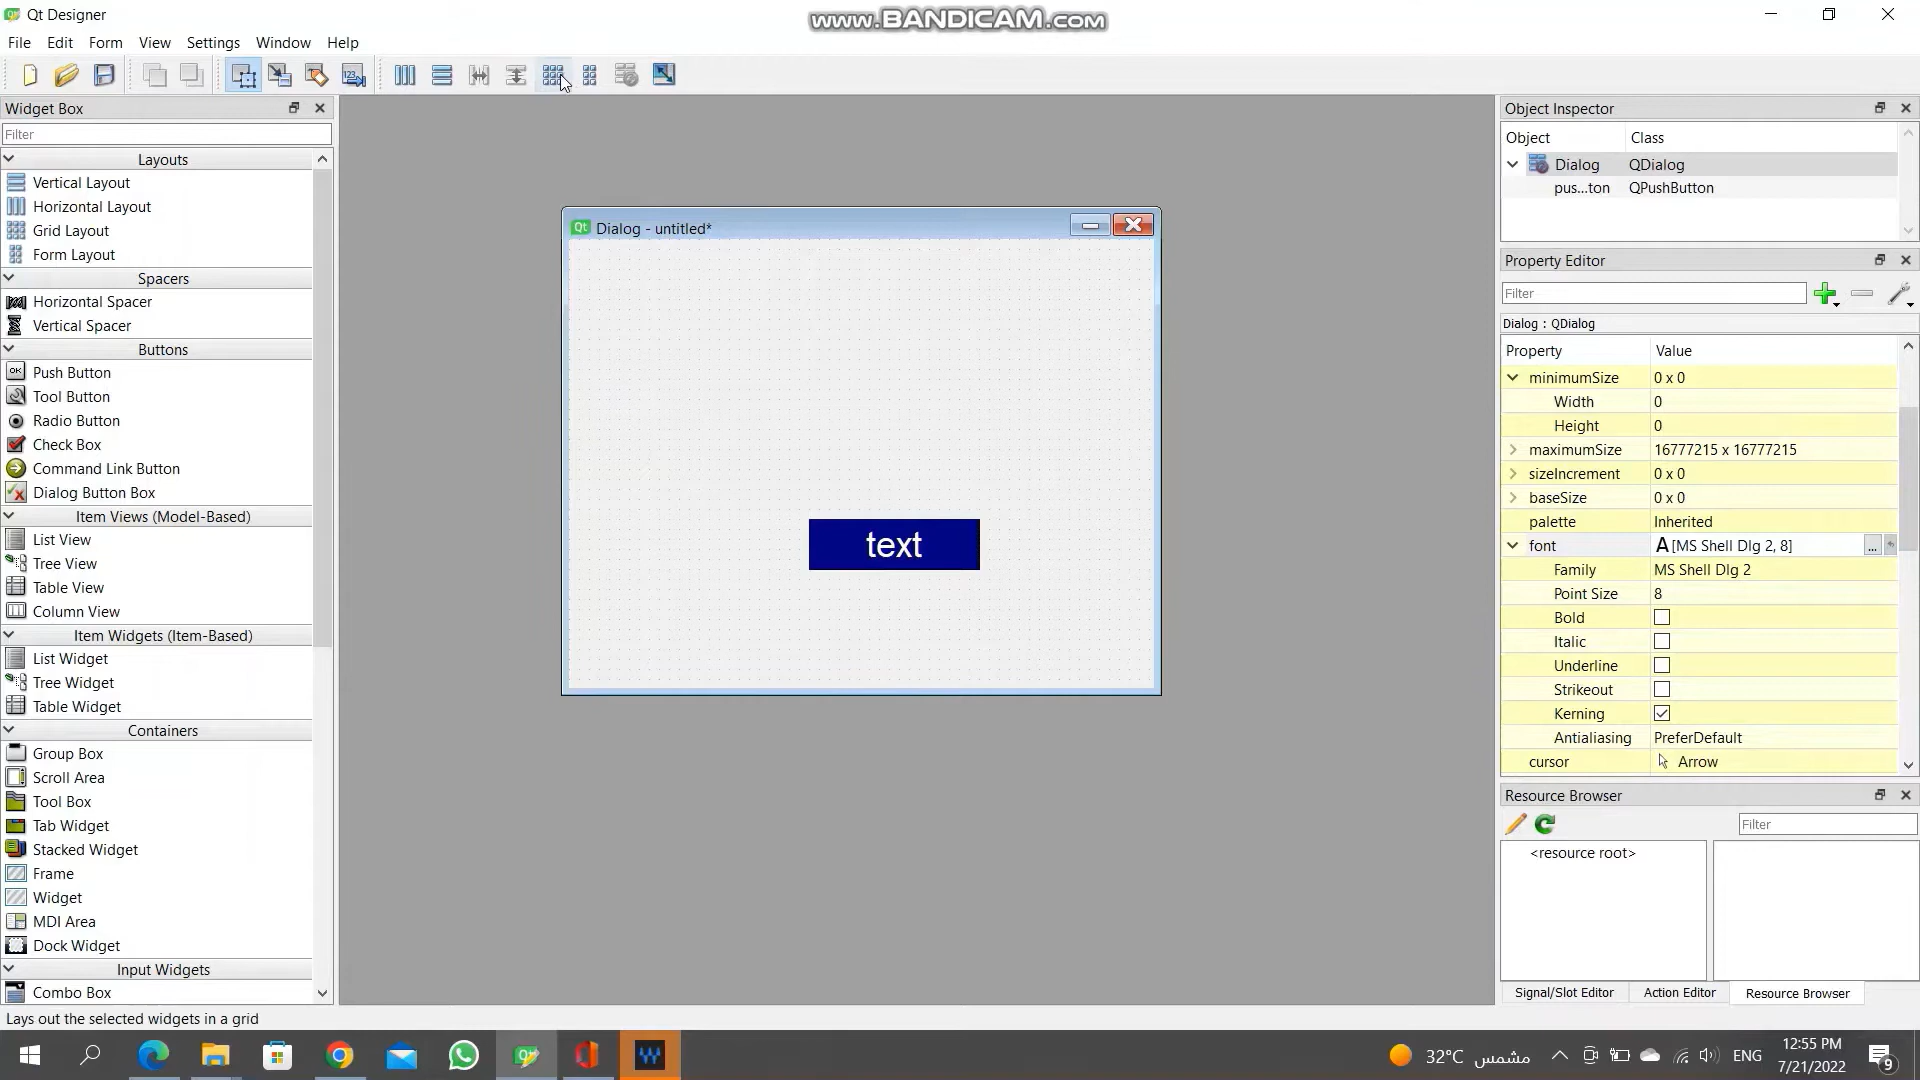 Qt Designer
www.BANDICAM.com
File Edit Form View Settings Window Help
Widget Box
Filter
Layouts
Vertical Layout
Horizontal Layout
Grid Layout
Form Layout
Spacers
Horizontal Spacer
Vertical Spacer
Buttons
Push Button
Tool Button
Radio Button
Check Box
Command Link Button
Dialog Button Box
Item Views (Model-Based)
List View
Tree View
Table View
Column View
Item Widgets (Item-Based)
List Widget
Tree Widget
Table Widget
Containers
Group Box
Scroll Area
Tool Box
Tab Widget
Stacked Widget
Frame
Widget
MDI Area
Dock Widget
Input Widgets
Combo Box
Dialog - untitled*
text
Object Inspector
Object Class
Dialog QDialog
pus...ton QPushButton
Property Editor
Filter
Dialog : QDialog
Property Value
minimumSize 0 x 0
Width 0
Height 0
maximumSize 16777215 x 16777215
sizeIncrement 0 x 0
baseSize 0 x 0
palette Inherited
font A [MS Shell Dlg 2, 8] ...
Family MS Shell Dlg 2
Point Size 8
Bold
Italic
Underline
Strikeout
Kerning
Antialiasing PreferDefault
cursor Arrow
Resource Browser
Filter
<resource root>
Signal/Slot Editor Action Editor Resource Browser
Lays out the selected widgets in a grid
32°C مشمس ENG
12:55 PM
7/21/2022
9